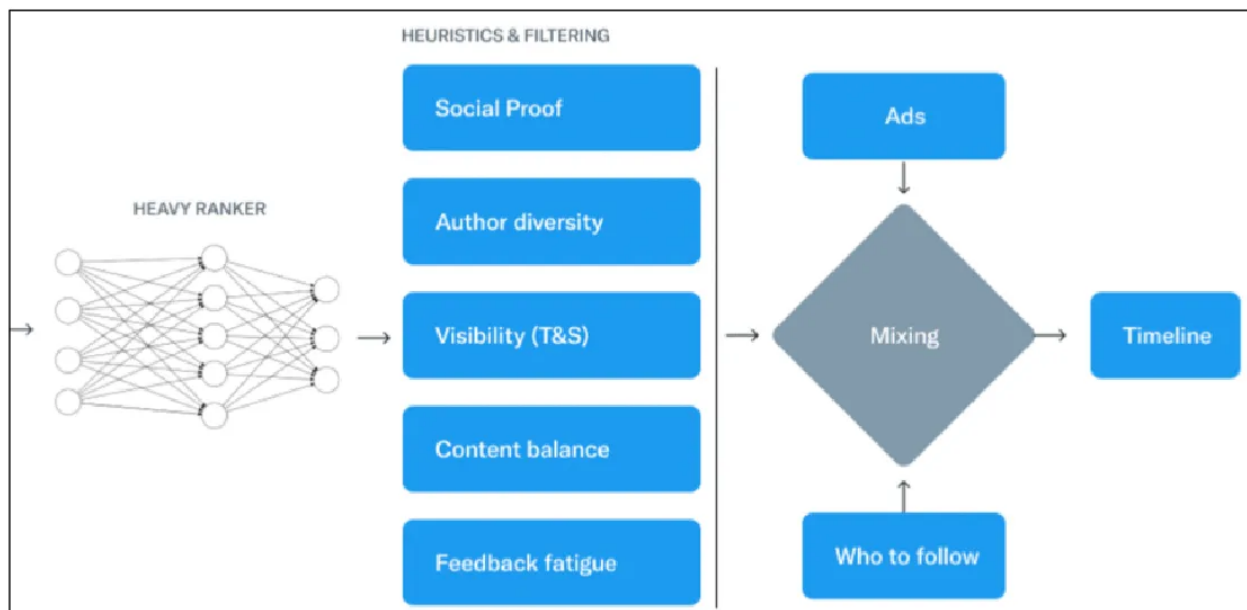 HEURISTICS & FILTERING
HEAVY RANKER
Social Proof
Author diversity
Visibility (T&S)
Content balance
Feedback fatigue
Ads
Mixing
Who to follow
Timeline